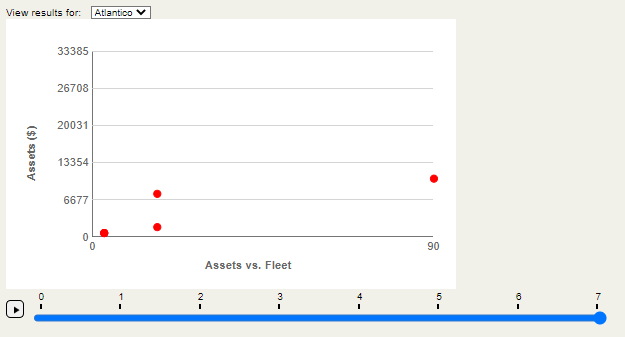 View results for: Atlantico
33385
26708
20031
13354
6677
0
Assets ($)
0 90
Assets vs. Fleet
0 1 2 3 4 5 6 7